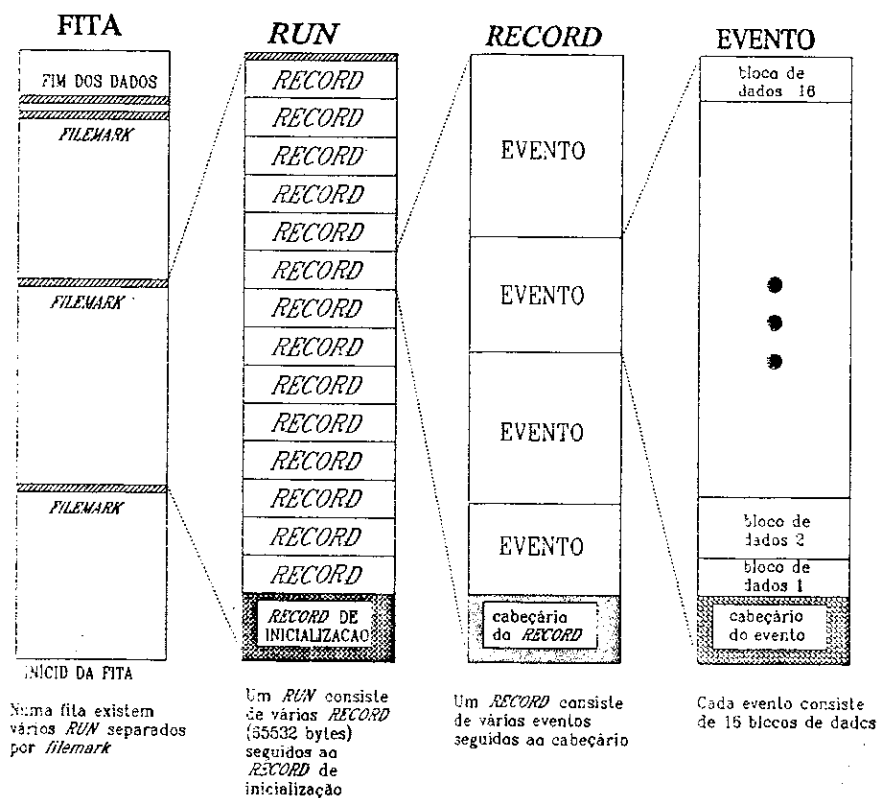 FITA
FIM DOS DADOS
FILEMARK
FILEMARK
FILEMARK
INÍCIO DA FITA
Numa fita existem
vários RUN separados
por filemark
RUN
RECORD
RECORD
RECORD
RECORD
RECORD
RECORD
RECORD
RECORD
RECORD
RECORD
RECORD
RECORD
RECORD
RECORD
RECORD DE
INICIALIZACAO
Um RUN consiste
de vários RECORD
(65532 bytes)
seguidos ao
RECORD de
inicialização
RECORD
EVENTO
EVENTO
EVENTO
EVENTO
cabeçário
do RECORD
Um RECORD consiste
de vários eventos
seguidos ao cabeçário
EVENTO
bloco de
dados 16
bloco de
dados 2
bloco de
dados 1
cabeçário
do evento
Cada evento consiste
de 16 blocos de dados